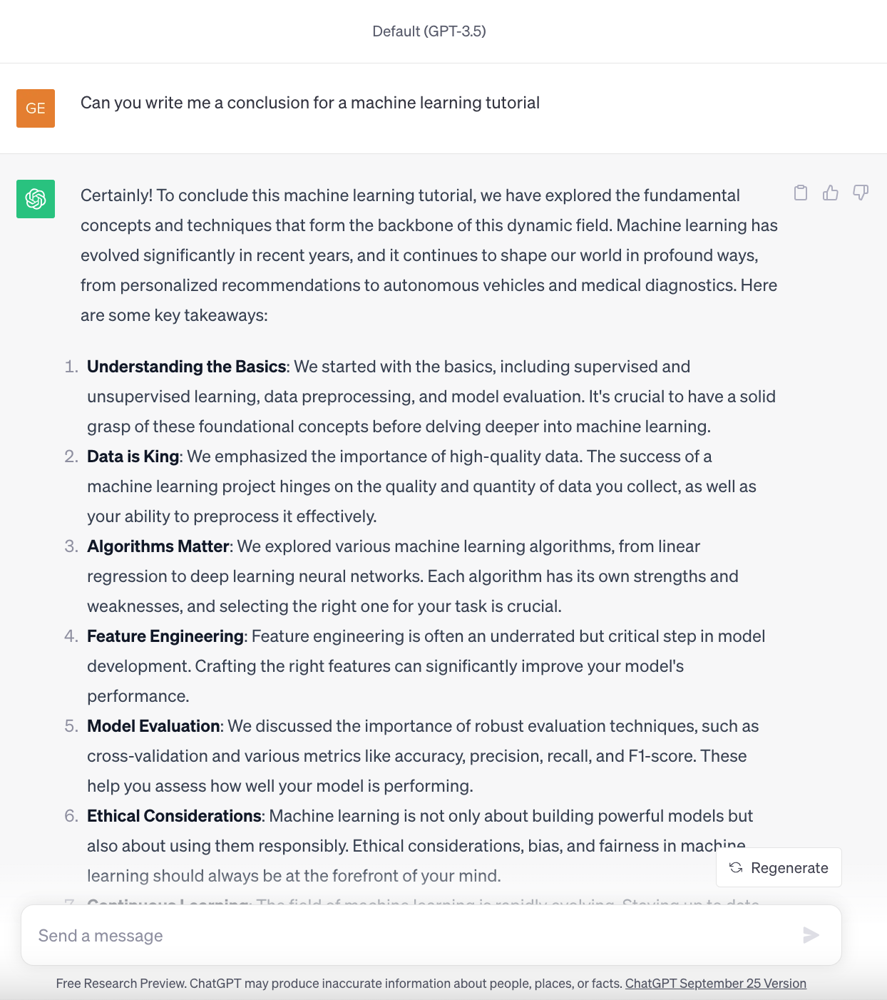 Default (GPT-3.5)
GE
Can you write me a conclusion for a machine learning tutorial
Certainly! To conclude this machine learning tutorial, we have explored the fundamental
concepts and techniques that form the backbone of this dynamic field. Machine learning has
evolved significantly in recent years, and it continues to shape our world in profound ways,
from personalized recommendations to autonomous vehicles and medical diagnostics. Here
are some key takeaways:
1. Understanding the Basics: We started with the basics, including supervised and
unsupervised learning, data preprocessing, and model evaluation. It's crucial to have a solid
grasp of these foundational concepts before delving deeper into machine learning.
2. Data is King: We emphasized the importance of high-quality data. The success of a
machine learning project hinges on the quality and quantity of data you collect, as well as
your ability to preprocess it effectively.
3. Algorithms Matter: We explored various machine learning algorithms, from linear
regression to deep learning neural networks. Each algorithm has its own strengths and
weaknesses, and selecting the right one for your task is crucial.
4. Feature Engineering: Feature engineering is often an underrated but critical step in model
development. Crafting the right features can significantly improve your model's
performance.
5. Model Evaluation: We discussed the importance of robust evaluation techniques, such as
cross-validation and various metrics like accuracy, precision, recall, and F1-score. These
help you assess how well your model is performing.
6. Ethical Considerations: Machine learning is not only about building powerful models but
also about using them responsibly. Ethical considerations, bias, and fairness in machine
learning should always be at the forefront of your mind.
Regenerate
7. Continuous Learning: The field of machine learning is rapidly evolving. Staying up to date
Send a message
Free Research Preview. ChatGPT may produce inaccurate information about people, places, or facts. ChatGPT September 25 Version